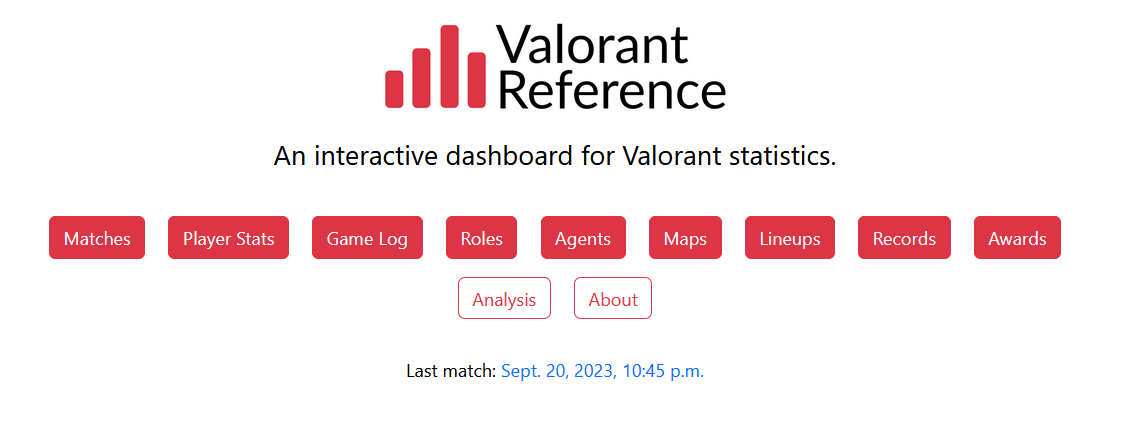 Valorant
Reference
An interactive dashboard for Valorant statistics.
Matches Player Stats Game Log Roles Agents Maps Lineups Records Awards
Analysis About
Last match: Sept. 20, 2023, 10:45 p.m.